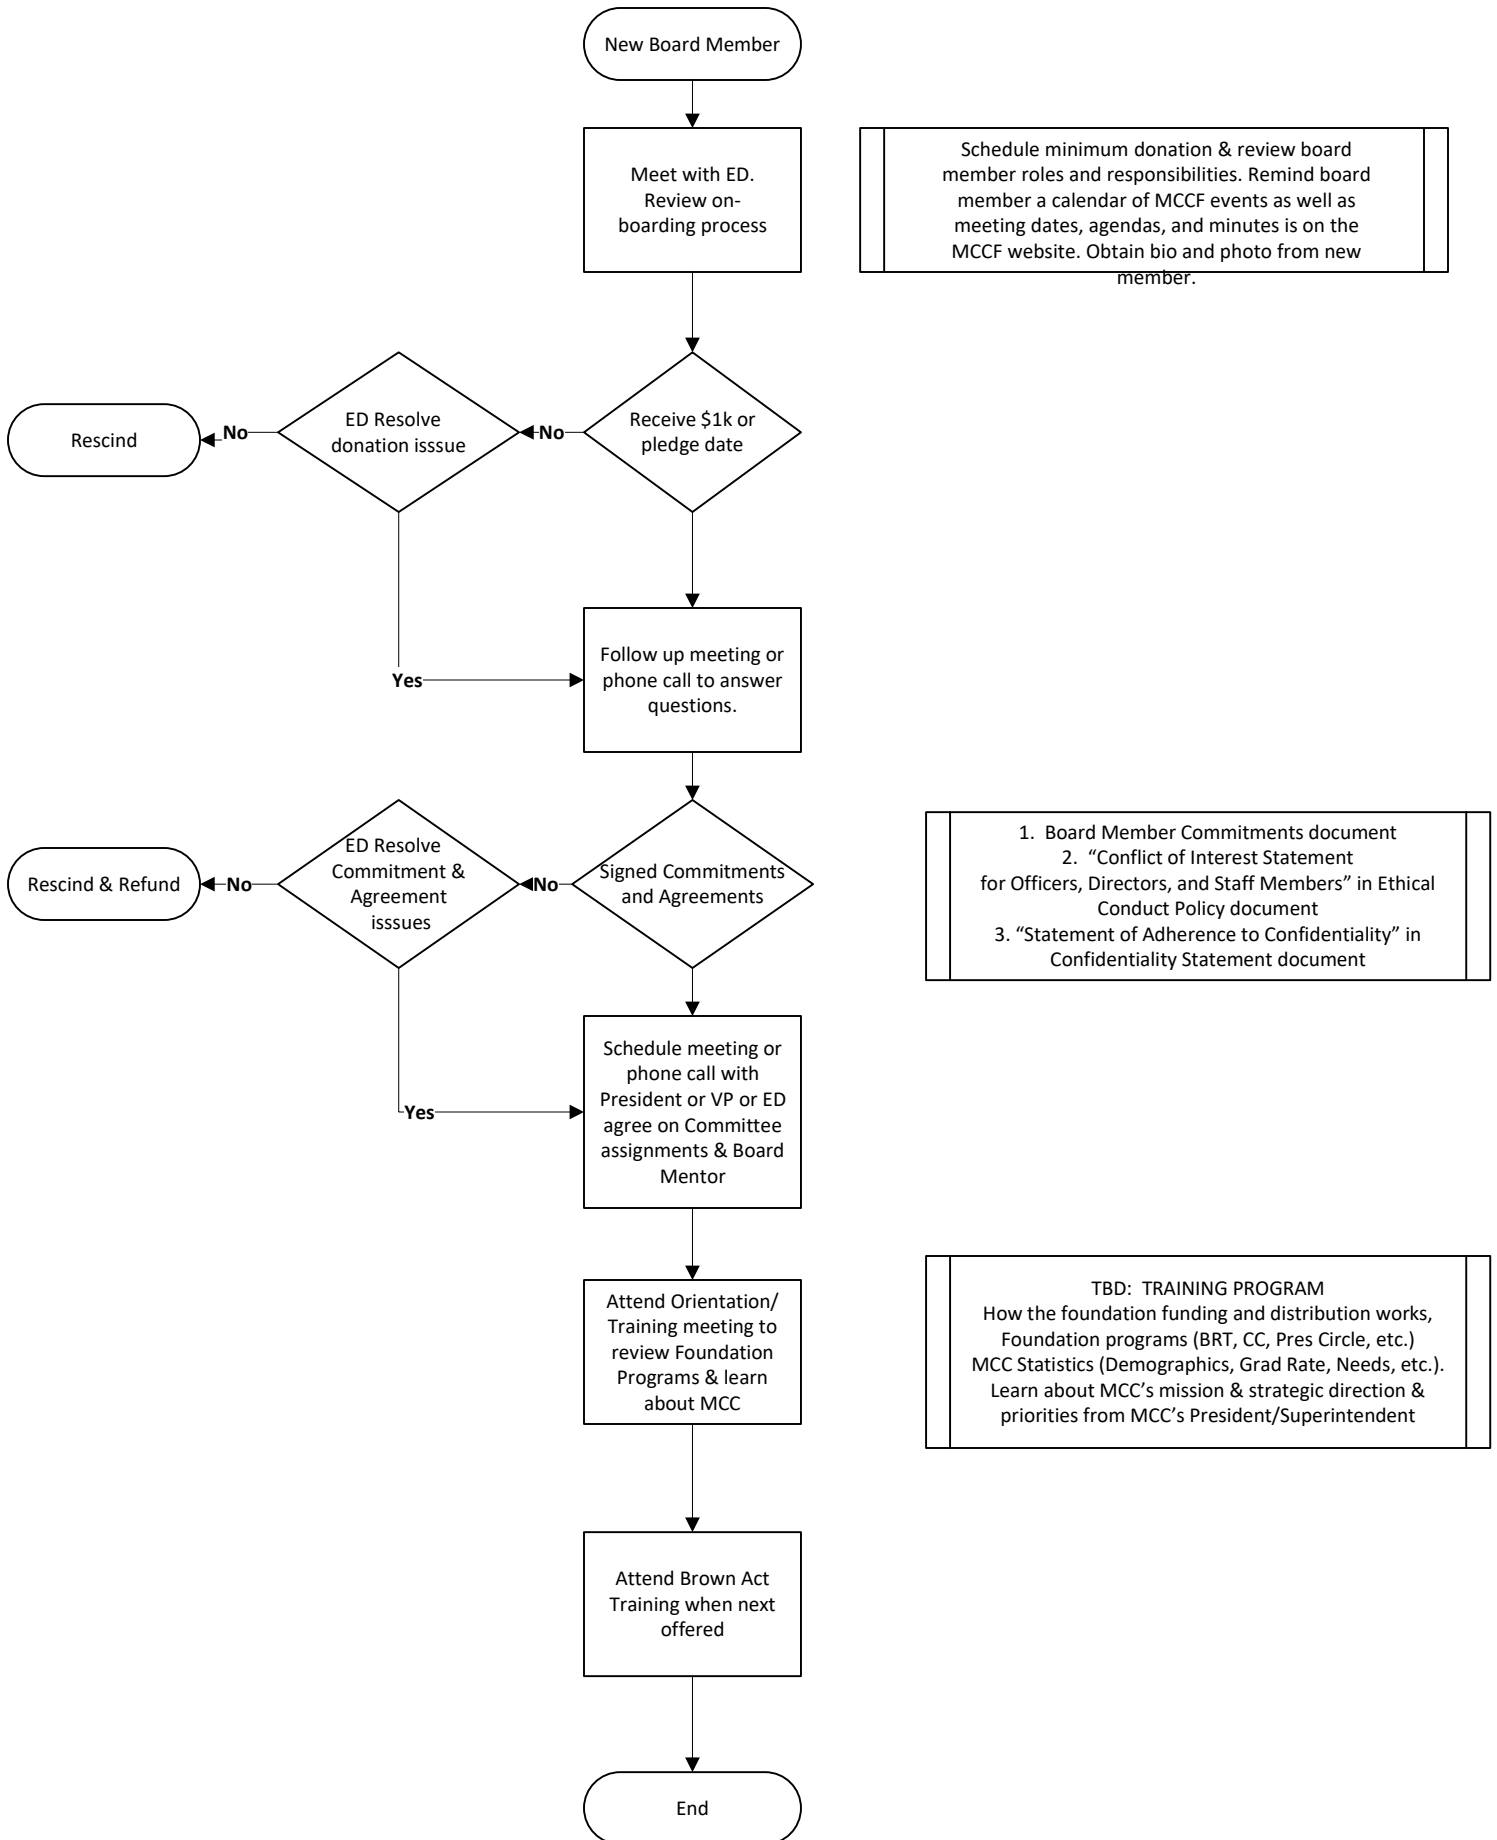 New Board Member
Meet with ED.
Review on-
boarding process
Schedule minimum donation & review board
member roles and responsibilities. Remind board
member a calendar of MCCF events as well as
meeting dates, agendas, and minutes is on the
MCCF website. Obtain bio and photo from new
member.
Rescind
No
ED Resolve
donation isssue
No
Receive $1k or
pledge date
Yes
Follow up meeting or
phone call to answer
questions.
Rescind & Refund
No
ED Resolve
Commitment &
Agreement
isssues
No
Signed Commitments
and Agreements
1. Board Member Commitments document
2. “Conflict of Interest Statement
for Officers, Directors, and Staff Members” in Ethical
Conduct Policy document
3. “Statement of Adherence to Confidentiality” in
Confidentiality Statement document
Yes
Schedule meeting or
phone call with
President or VP or ED
agree on Committee
assignments & Board
Mentor
Attend Orientation/
Training meeting to
review Foundation
Programs & learn
about MCC
TBD: TRAINING PROGRAM
How the foundation funding and distribution works,
Foundation programs (BRT, CC, Pres Circle, etc.)
MCC Statistics (Demographics, Grad Rate, Needs, etc.).
Learn about MCC’s mission & strategic direction &
priorities from MCC’s President/Superintendent
Attend Brown Act
Training when next
offered
End